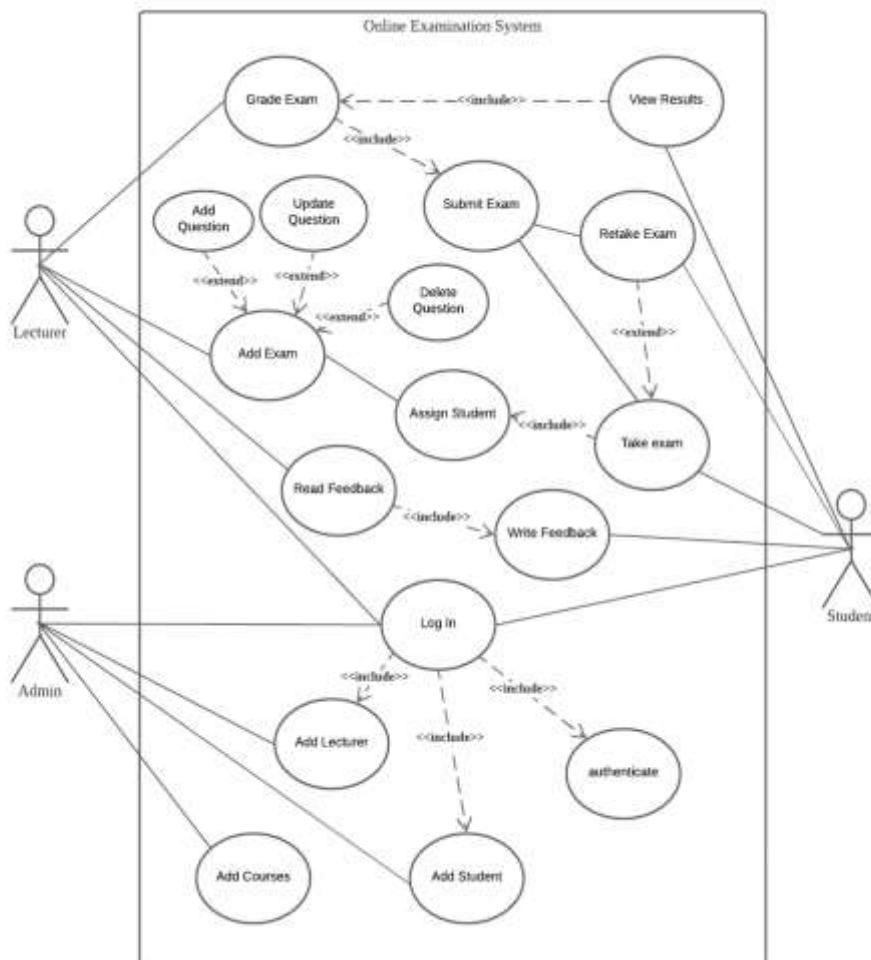 Online Examination System
Grade Exam
<<include>>
View Results
<<include>>
Add
Question
Update
Question
Submit Exam
Retake Exam
<<extend>>
<<extend>>
Delete
Question
<<extend>>
<<extend>>
Lecturer
Add Exam
Assign Student
<<include>>
Take exam
Read Feedback
<<include>>
Write Feedback
Log In
Studen
Admin
<<include>>
<<include>>
<<include>>
Add Lecturer
authenticate
Add Courses
Add Student